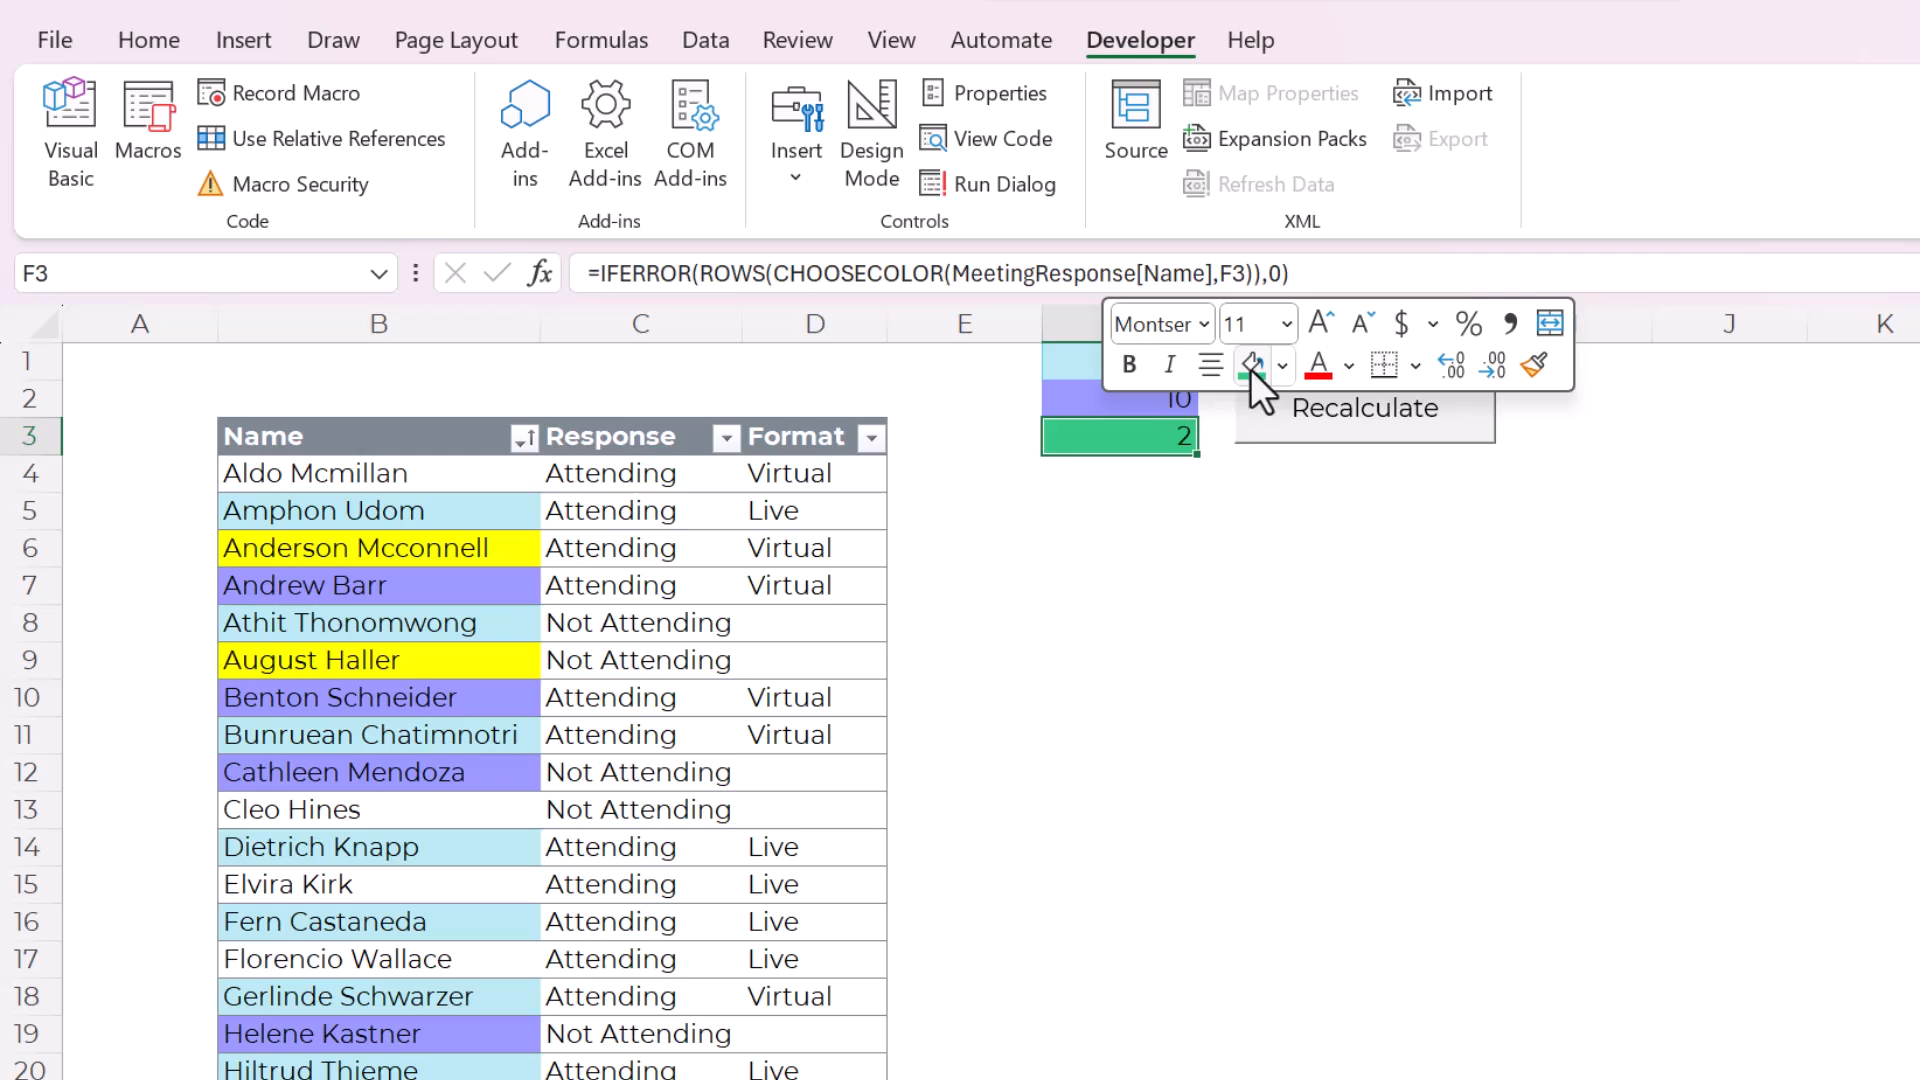 File Home Insert Draw Page Layout Formulas Data Review View Automate Developer Help
Visual Basic
Macros
Record Macro
Use Relative References
Macro Security
Code
Add-ins
Excel Add-ins
COM Add-ins
Add-ins
Insert
Design Mode
Properties
View Code
Run Dialog
Controls
Source
Map Properties
Expansion Packs
Refresh Data
Import
Export
XML
F3
fx
=IFERROR(ROWS(CHOOSECOLOR(MeetingResponse[Name],F3)),0)
Montser 11 A A $ % ,
B I A .00 .00
A B C D E J K
1
2 10 Recalculate
3 Name Response Format 2
4 Aldo Mcmillan Attending Virtual
5 Amphon Udom Attending Live
6 Anderson Mcconnell Attending Virtual
7 Andrew Barr Attending Virtual
8 Athit Thonomwong Not Attending
9 August Haller Not Attending
10 Benton Schneider Attending Virtual
11 Bunruean Chatimnotri Attending Virtual
12 Cathleen Mendoza Not Attending
13 Cleo Hines Not Attending
14 Dietrich Knapp Attending Live
15 Elvira Kirk Attending Live
16 Fern Castaneda Attending Live
17 Florencio Wallace Attending Live
18 Gerlinde Schwarzer Attending Virtual
19 Helene Kastner Not Attending
20 Hiltrud Thieme Attending Live